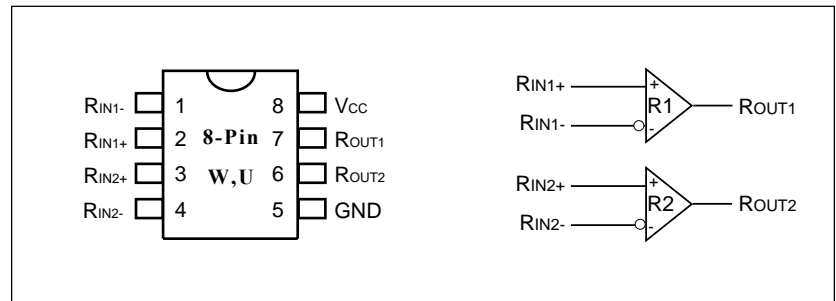 RIN1- 1 8 VCC
RIN1+ 2 8-Pin 7 ROUT1
RIN2+ 3 W,U 6 ROUT2
RIN2- 4 5 GND
RIN1+ + R1 ROUT1
RIN1- -
RIN2+ + R2 ROUT2
RIN2- -